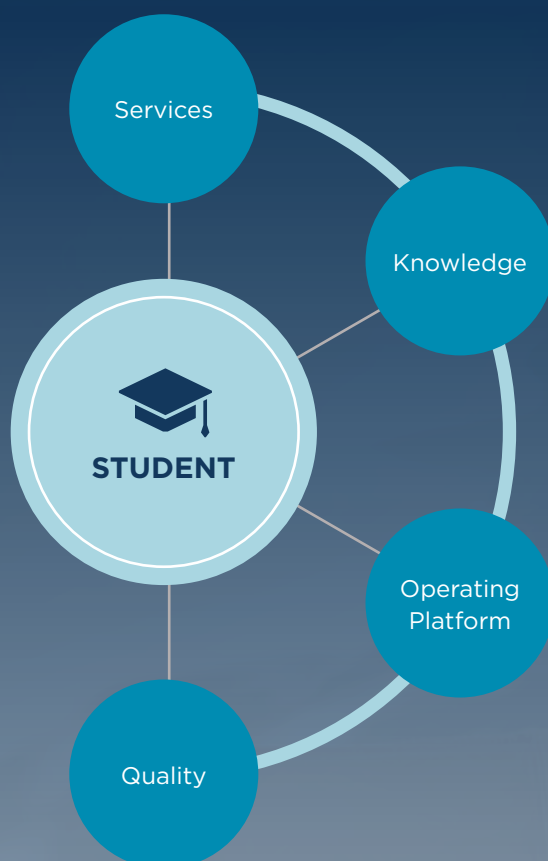 Services
Knowledge
STUDENT
Operating
Platform
Quality